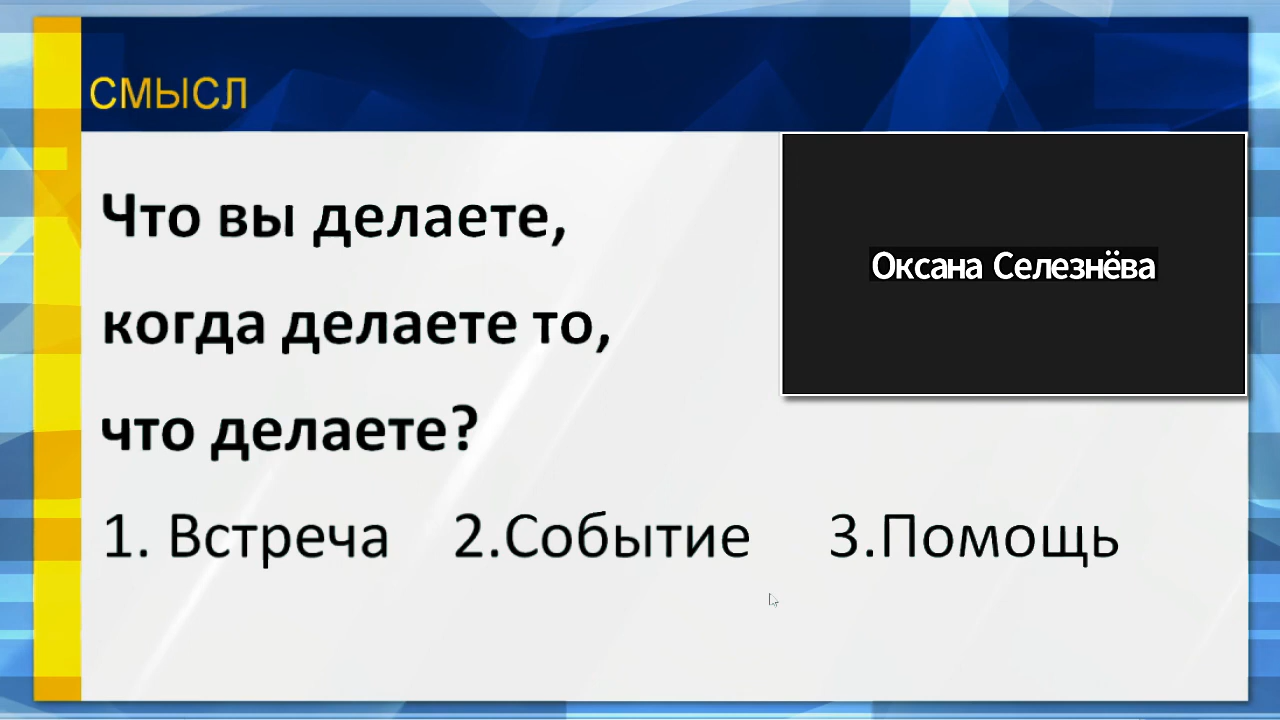 СМЫСЛ
Что вы делаете,
когда делаете то,
что делаете?
Оксана Селезнёва
1. Встреча 2.Событие 3.Помощь